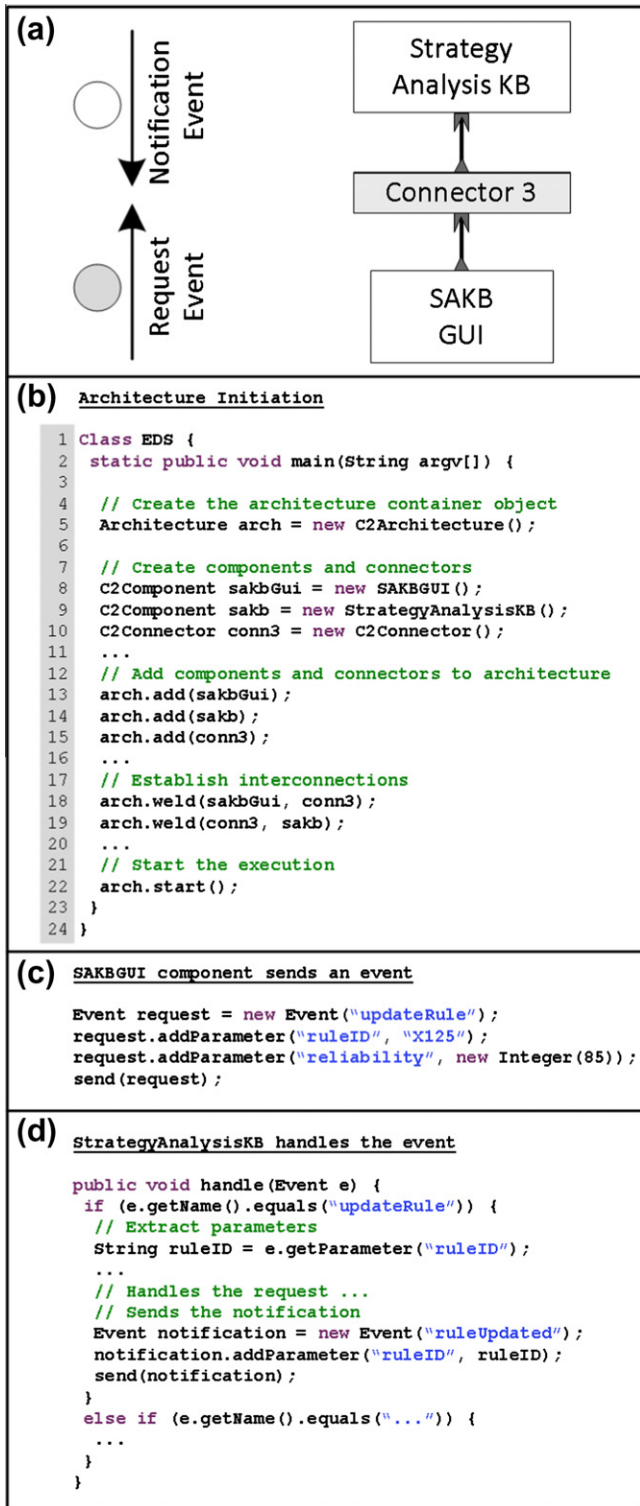 (a)
Notification
Event
Request
Event
Strategy
Analysis KB
Connector 3
SAKB
GUI
(b) Architecture Initiation
1 Class EDS {
2 static public void main(String argv[]) {
3
4 // Create the architecture container object
5 Architecture arch = new C2Architecture();
6
7 // Create components and connectors
8 C2Component sakbGui = new SAKBGUI();
9 C2Component sakb = new StrategyAnalysisKB();
10 C2Connector conn3 = new C2Connector();
11 ...
12 // Add components and connectors to architecture
13 arch.add(sakbGui);
14 arch.add(sakb);
15 arch.add(conn3);
16 ...
17 // Establish interconnections
18 arch.weld(sakbGui, conn3);
19 arch.weld(conn3, sakb);
20 ...
21 // Start the execution
22 arch.start();
23 }
24 }
(c) SAKBGUI component sends an event
Event request = new Event(“updateRule”);
request.addParameter(“ruleID”, “X125”);
request.addParameter(“reliability”, new Integer(85));
send(request);
(d) StrategyAnalysisKB handles the event
public void handle(Event e) {
if (e.getName().equals(“updateRule”)) {
// Extract parameters
String ruleID = e.getParameter(“ruleID”);
...
// Handles the request ...
// Sends the notification
Event notification = new Event(“ruleUpdated”);
notification.addParameter(“ruleID”, ruleID);
send(notification);
}
else if (e.getName().equals(“...”)) {
...
}
}